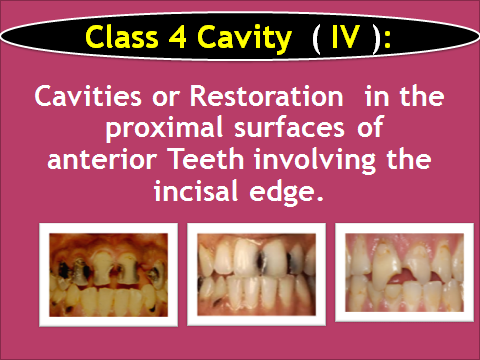 Class 4 Cavity ( IV ):
Cavities or Restoration in the
proximal surfaces of
anterior Teeth involving the
incisal edge.